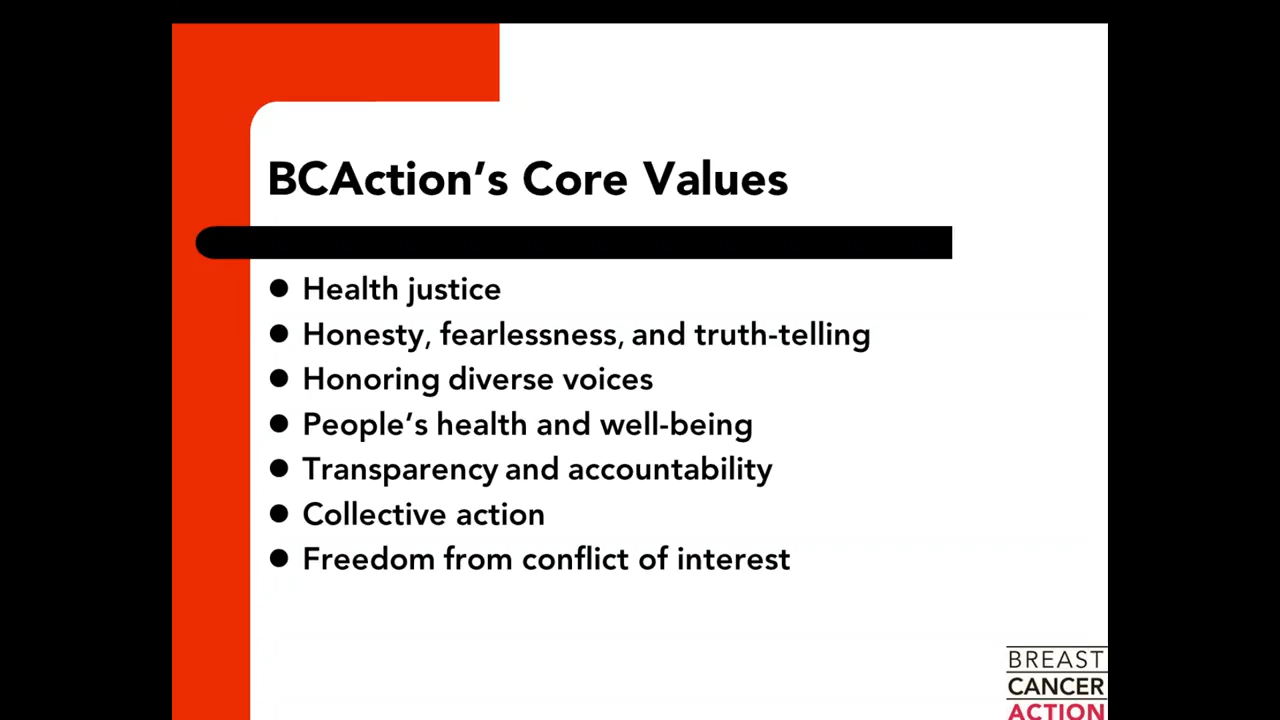 BCAction’s Core Values
Health justice
Honesty, fearlessness, and truth-telling
Honoring diverse voices
People’s health and well-being
Transparency and accountability
Collective action
Freedom from conflict of interest
BREAST
CANCER
ACTION